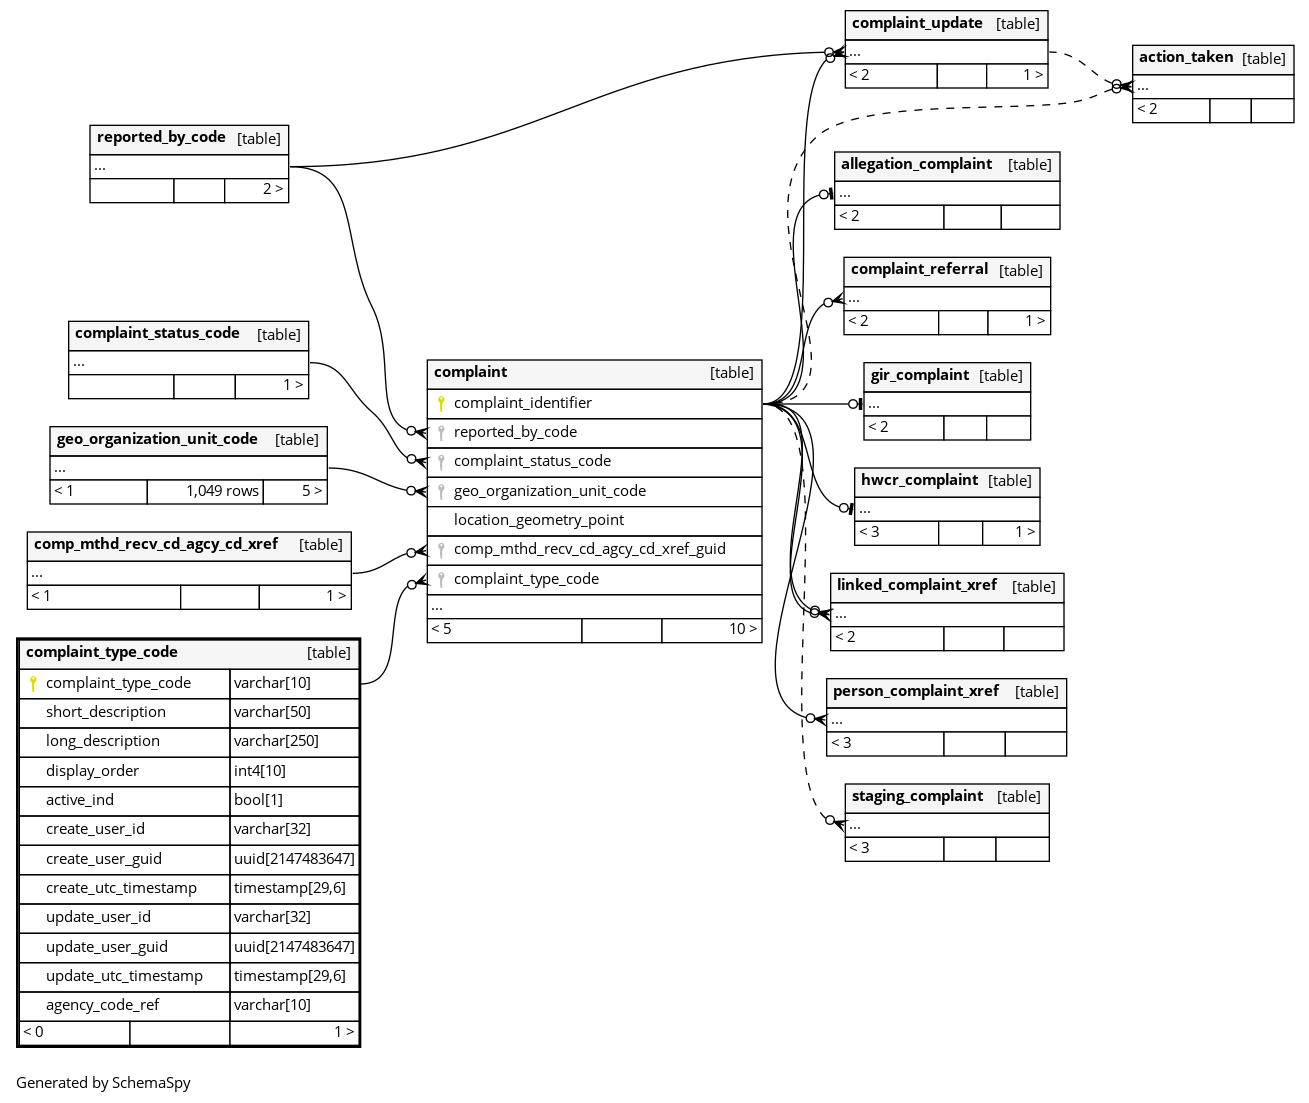 complaint_update [table]
...
< 2 1 >
action_taken [table]
...
< 2
reported_by_code [table]
...
2 >
allegation_complaint [table]
...
< 2
complaint_referral [table]
...
< 2 1 >
complaint_status_code [table]
...
1 >
gir_complaint [table]
...
< 2
geo_organization_unit_code [table]
...
< 1 1,049 rows 5 >
complaint [table]
complaint_identifier
reported_by_code
complaint_status_code
geo_organization_unit_code
location_geometry_point
comp_mthd_recv_cd_agcy_cd_xref_guid
complaint_type_code
...
< 5 10 >
hwcr_complaint [table]
...
< 3 1 >
comp_mthd_recv_cd_agcy_cd_xref [table]
...
< 1 1 >
linked_complaint_xref [table]
...
< 2
complaint_type_code [table]
complaint_type_code varchar[10]
short_description varchar[50]
long_description varchar[250]
display_order int4[10]
active_ind bool[1]
create_user_id varchar[32]
create_user_guid uuid[2147483647]
create_utc_timestamp timestamp[29,6]
update_user_id varchar[32]
update_user_guid uuid[2147483647]
update_utc_timestamp timestamp[29,6]
agency_code_ref varchar[10]
< 0 1 >
person_complaint_xref [table]
...
< 3
staging_complaint [table]
...
< 3
Generated by SchemaSpy